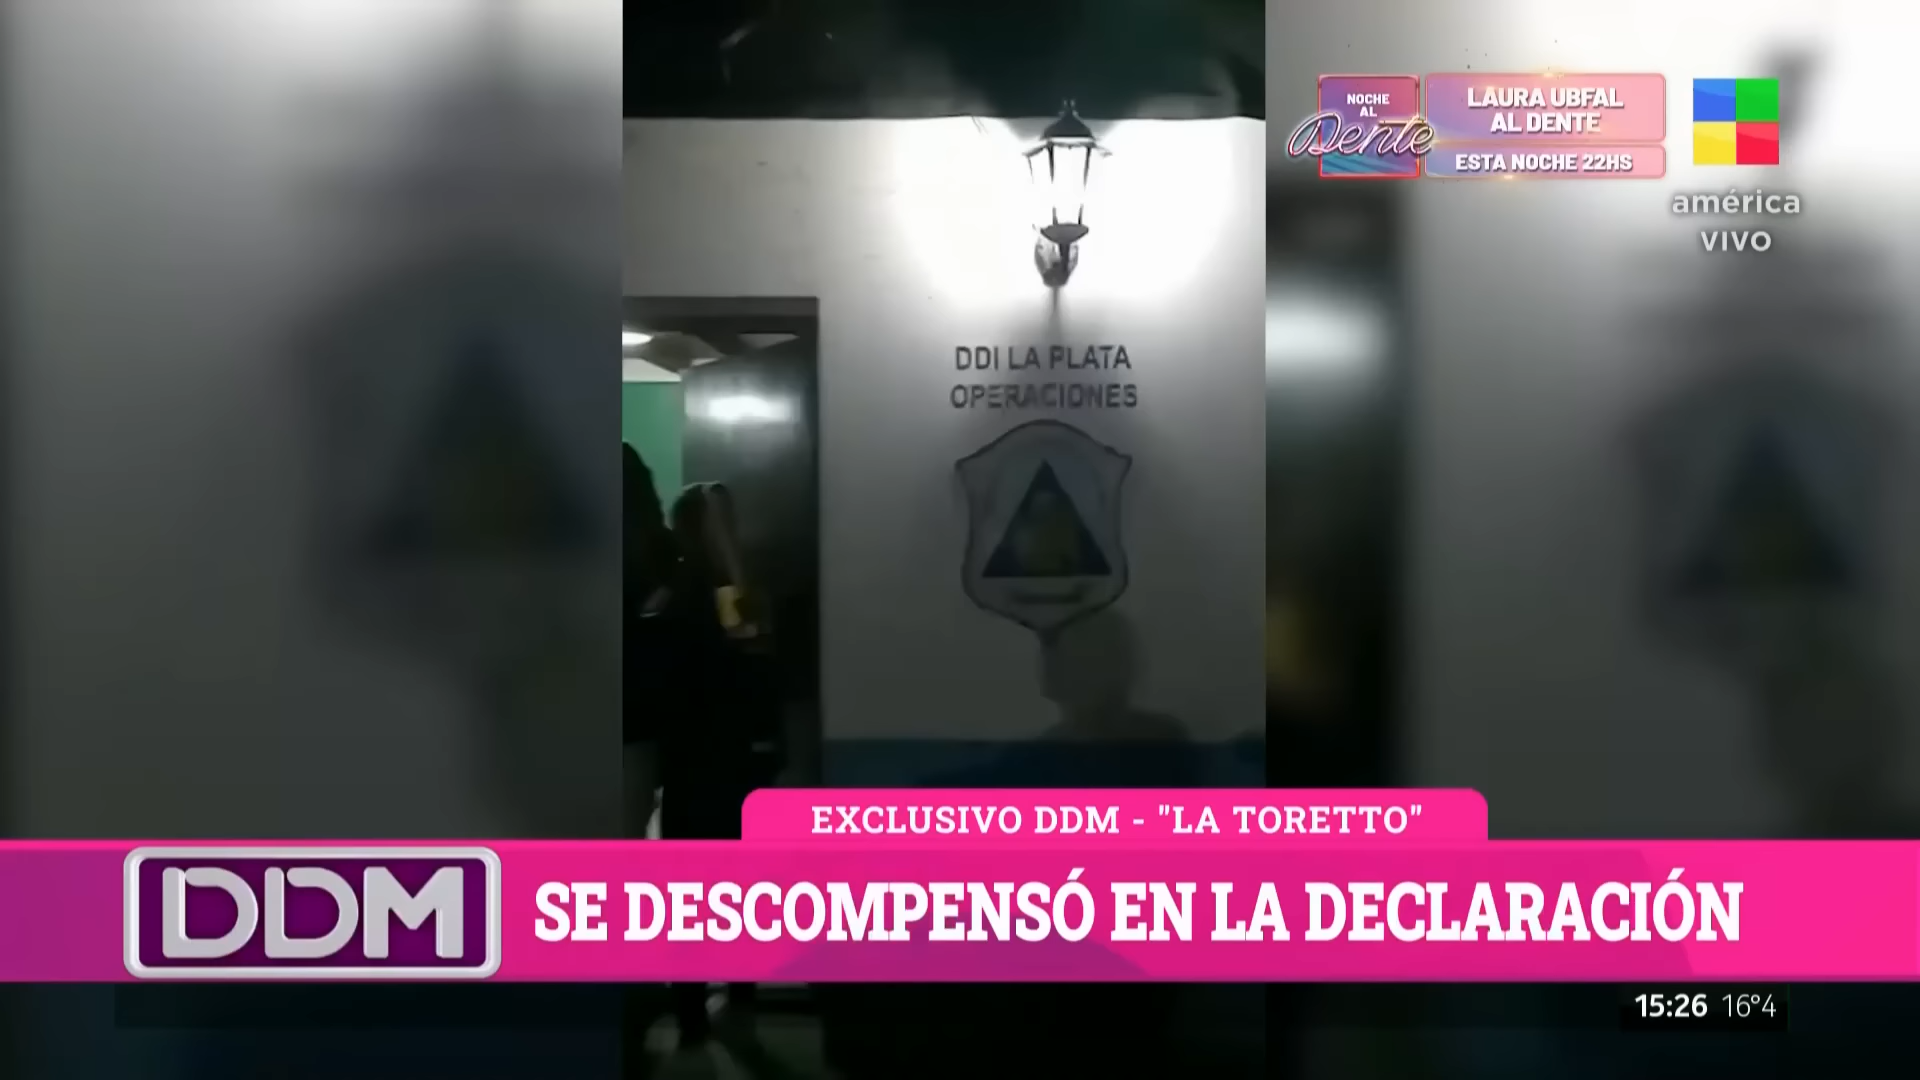 NOCHE
AL
Dente
LAURA UBFAL
AL DENTE
ESTA NOCHE 22HS
américa
VIVO
DDI LA PLATA
OPERACIONES
EXCLUSIVO DDM - "LA TORETTO"
DDM
SE DESCOMPENSÓ EN LA DECLARACIÓN
15:26 16°4